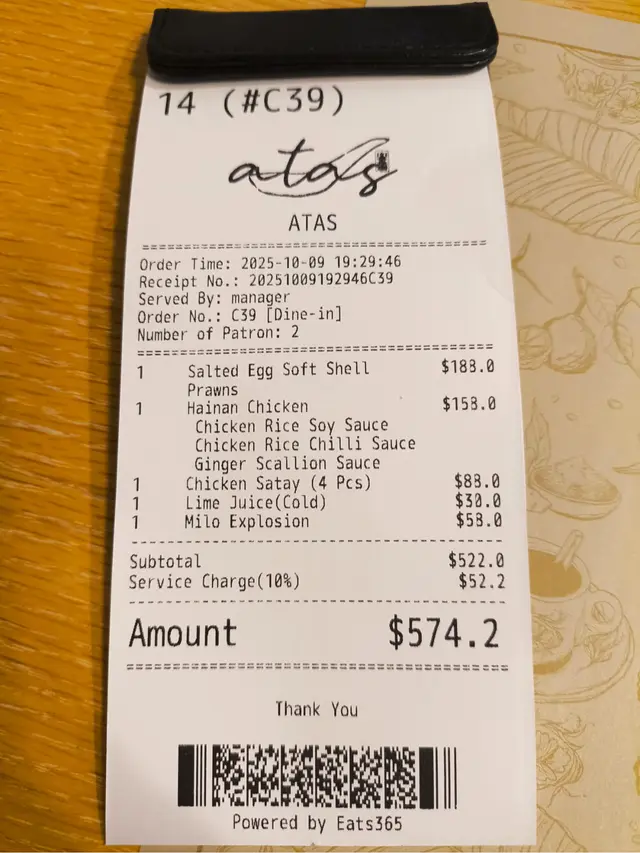 14 (#C39)
atas
ATAS
Order Time: 2025-10-09 19:29:46
Receipt No.: 20251009192946C39
Served By: manager
Order No.: C39 [Dine-in]
Number of Patron: 2
1 Salted Egg Soft Shell $188.0
Prawns
1 Hainan Chicken $158.0
Chicken Rice Soy Sauce
Chicken Rice Chilli Sauce
Ginger Scallion Sauce
1 Chicken Satay (4 Pcs) $88.0
1 Lime Juice(Cold) $30.0
1 Milo Explosion $58.0
Subtotal $522.0
Service Charge(10%) $52.2
Amount $574.2
Thank You
Powered by Eats365